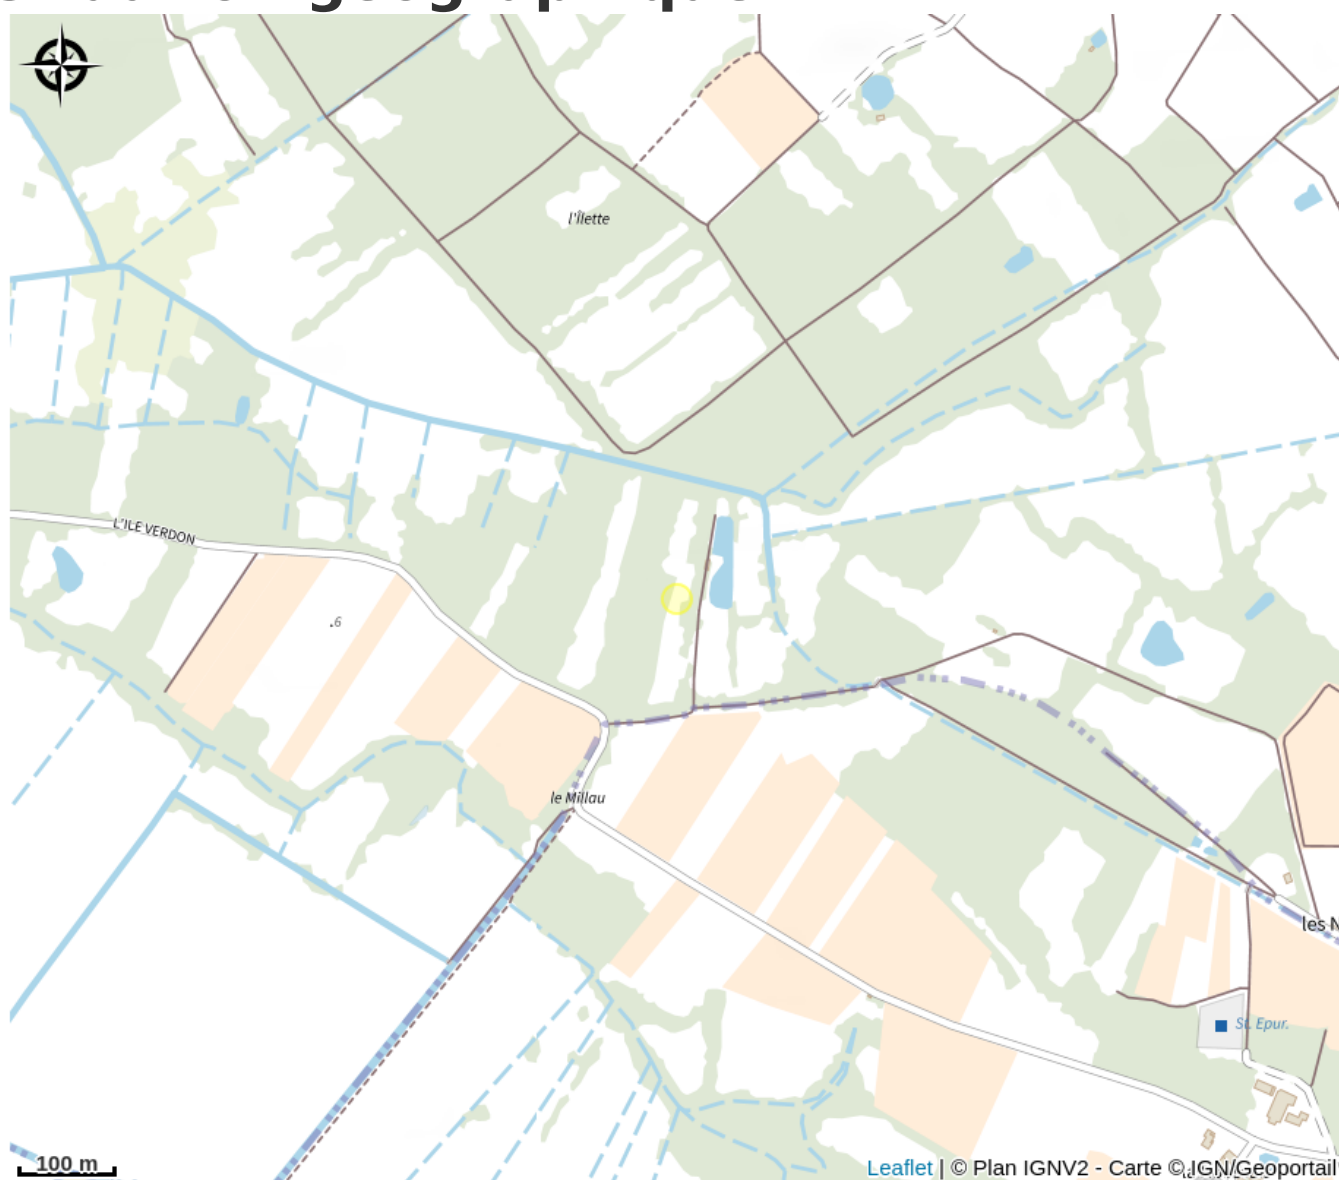 l'Ilette
L'ILE VERDON
.6
le Millau
les N
St. Epur.
100 m
Leaflet | © Plan IGNV2 - Carte © IGN/Geoportail